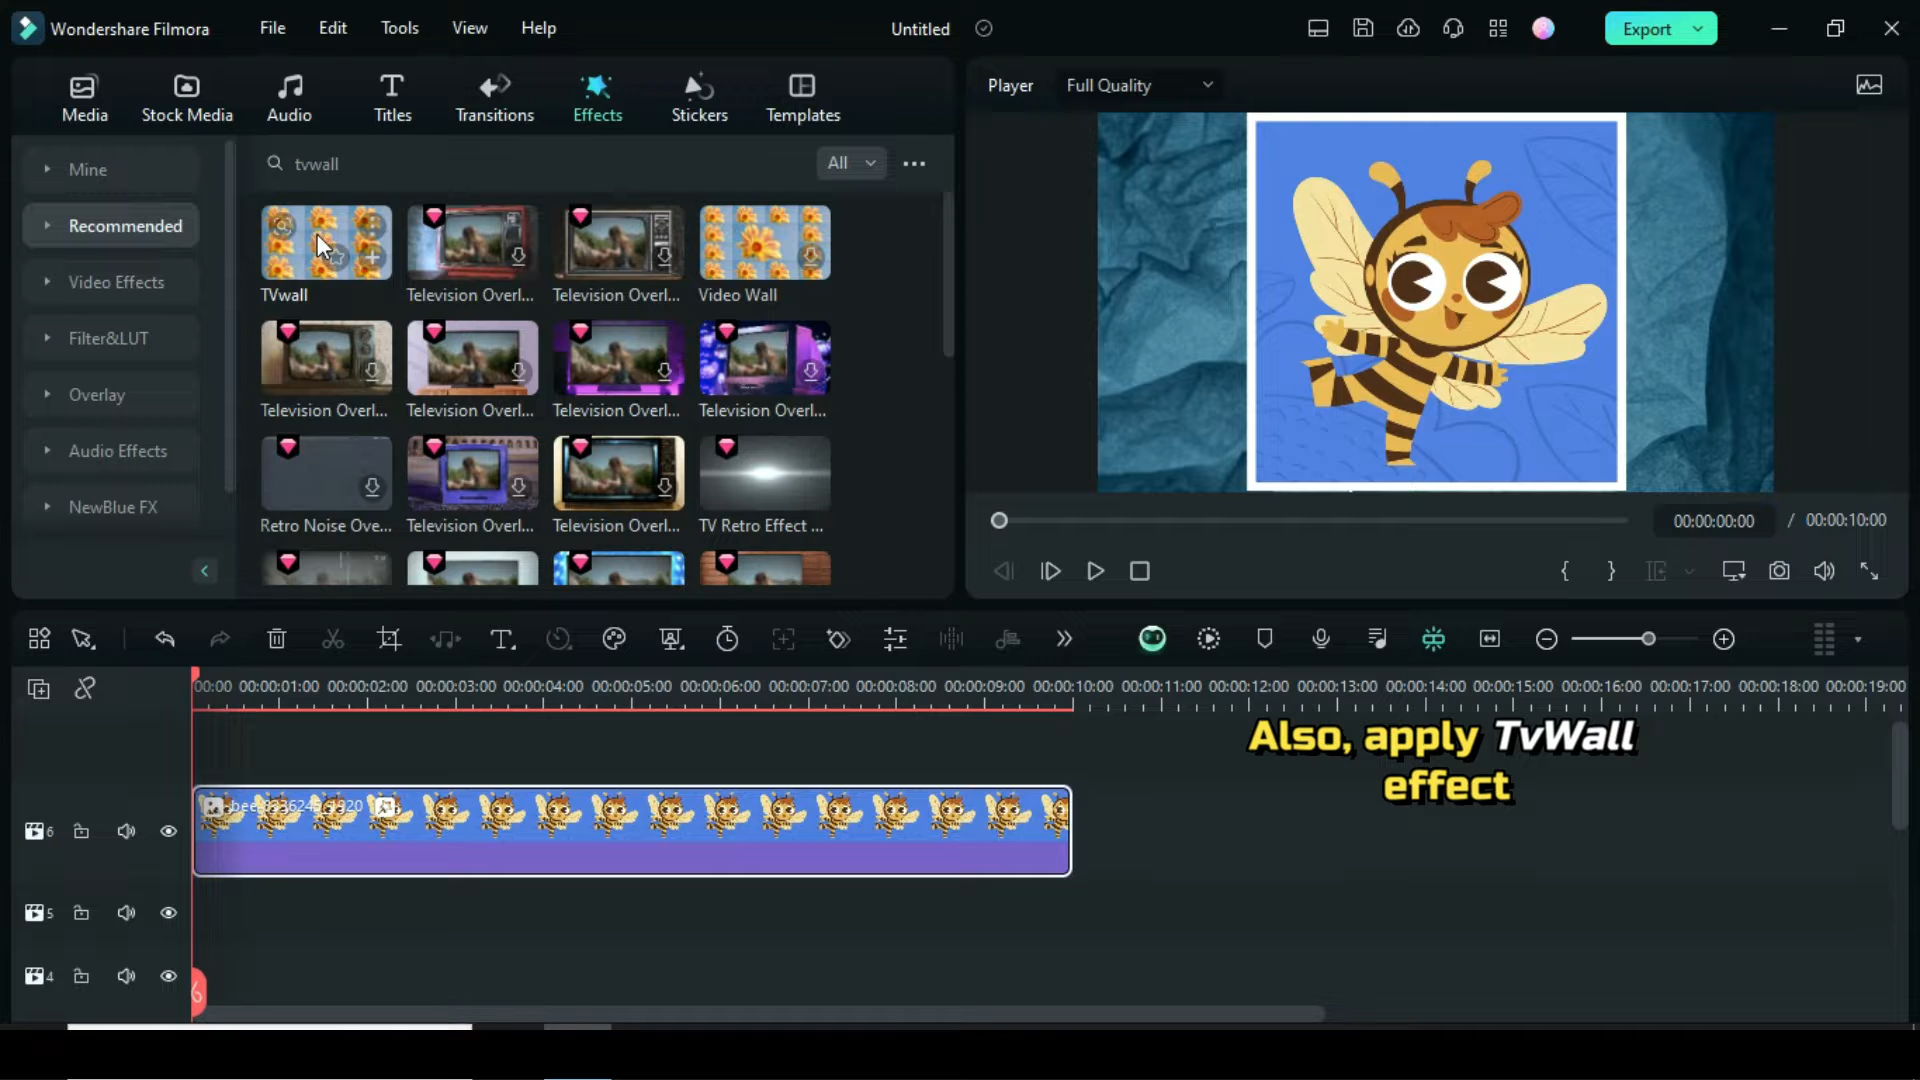 Wondershare Filmora
File
Edit
Tools
View
Help
Untitled
Export
Media
Stock Media
Audio
Titles
Transitions
Effects
Stickers
Templates
Player
Full Quality
Mine
Recommended
Video Effects
Filter&LUT
Overlay
Audio Effects
NewBlue FX
tvwall
All
TVwall
Television Overl...
Television Overl...
Video Wall
Television Overl...
Television Overl...
Television Overl...
Television Overl...
Retro Noise Ove...
Television Overl...
Television Overl...
TV Retro Effect ...
00:00:00:00 / 00:00:10:00
00:00 00:00:01:00 00:00:02:00 00:00:03:00 00:00:04:00 00:00:05:00 00:00:06:00 00:00:07:00 00:00:08:00 00:00:09:00 00:00:10:00 00:00:11:00 00:00:12:00 00:00:13:00 00:00:14:00 00:00:15:00 00:00:16:00 00:00:17:00 00:00:18:00 00:00:19:00
Also, apply TvWall
effect
6
5
4